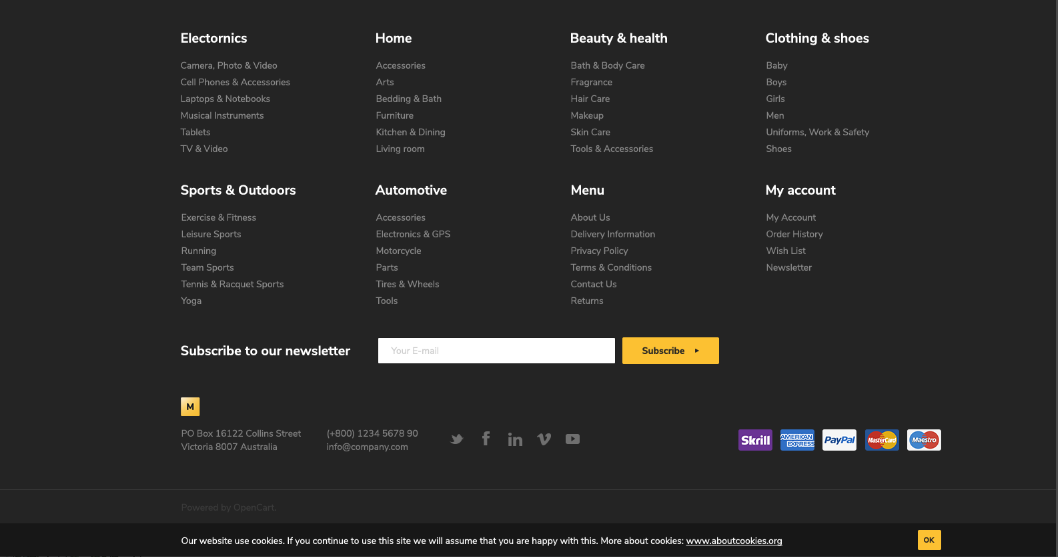 Electornics
Camera, Photo & Video
Cell Phones & Accessories
Laptops & Notebooks
Musical Instruments
Tablets
TV & Video
Home
Accessories
Arts
Bedding & Bath
Furniture
Kitchen & Dining
Living room
Beauty & health
Bath & Body Care
Fragrance
Hair Care
Makeup
Skin Care
Tools & Accessories
Clothing & shoes
Baby
Boys
Girls
Men
Uniforms, Work & Safety
Shoes
Sports & Outdoors
Exercise & Fitness
Leisure Sports
Running
Team Sports
Tennis & Racquet Sports
Yoga
Automotive
Accessories
Electronics & GPS
Motorcycle
Parts
Tires & Wheels
Tools
Menu
About Us
Delivery Information
Privacy Policy
Terms & Conditions
Contact Us
Returns
My account
My Account
Order History
Wish List
Newsletter
Subscribe to our newsletter
Your E-mail
Subscribe
M
PO Box 16122 Collins Street
Victoria 8007 Australia
(+800) 1234 5678 90
info@company.com
Skrill
AMERICAN
EXPRESS
PayPal
MasterCard
Maestro
Powered by OpenCart
Our website use cookies. If you continue to use this site we will assume that you are happy with this. More about cookies: www.aboutcookies.org
OK